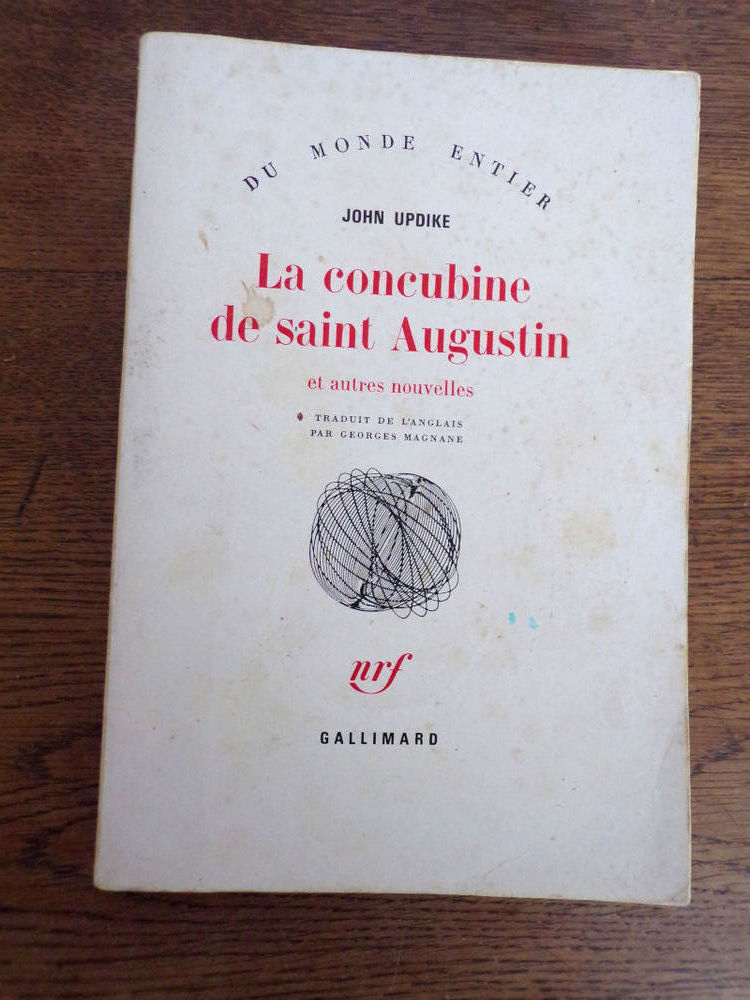 DU MONDE ENTIER
JOHN UPDIKE
La concubine
de saint Augustin
et autres nouvelles
TRADUIT DE L'ANGLAIS
PAR GEORGES MAGNANE
nrf
GALLIMARD